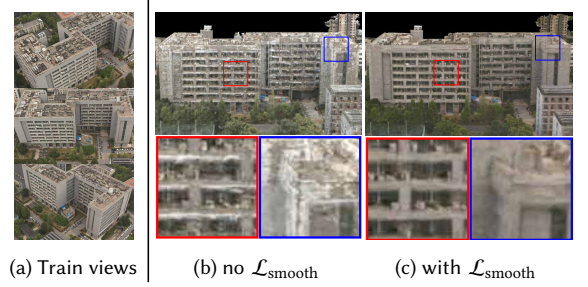 (a) Train views
(b) no ℒsmooth
(c) with ℒsmooth